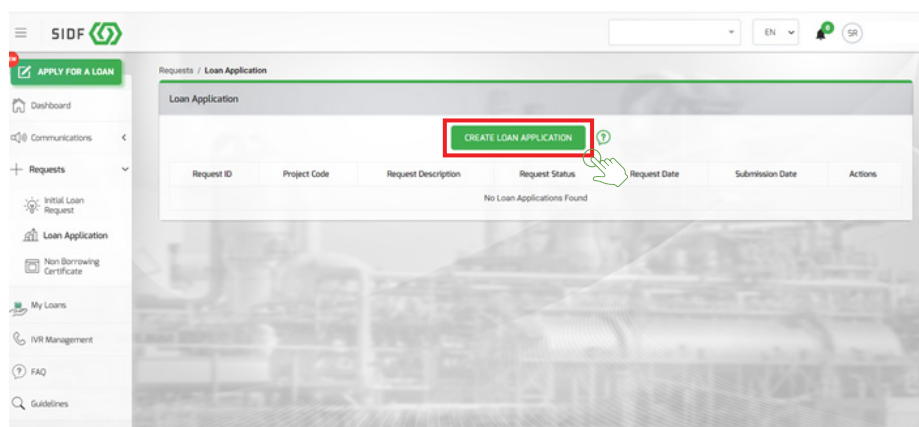 SIDF
EN
0
SR
APPLY FOR A LOAN
Requests / Loan Application
Dashboard
Loan Application
Communications
CREATE LOAN APPLICATION
?
Requests
Request ID
Project Code
Request Description
Request Status
Request Date
Submission Date
Actions
No Loan Applications Found
Initial Loan
Request
Loan Application
Non Borrowing
Certificate
My Loans
IVR Management
? FAQ
Guidelines